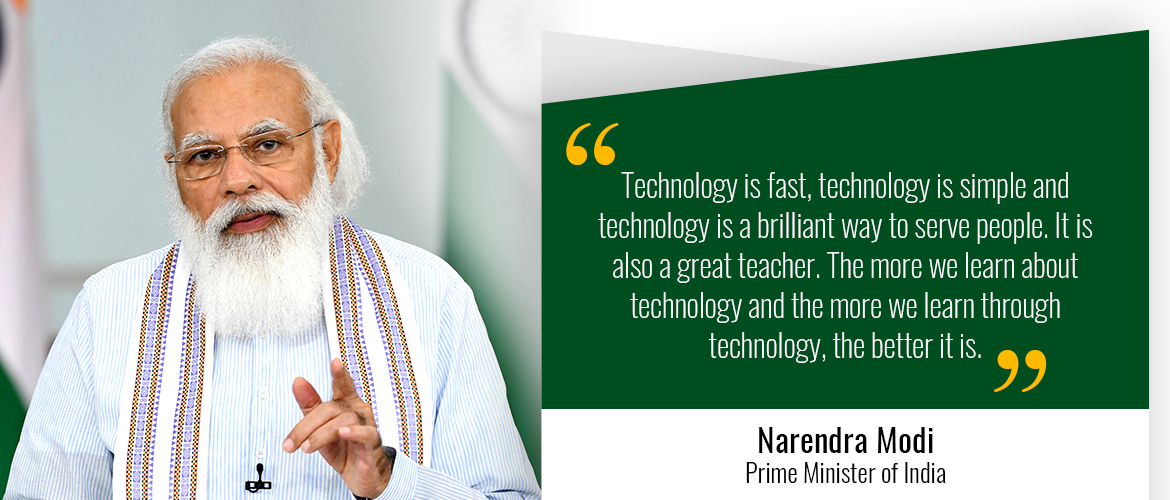 “
Technology is fast, technology is simple and
technology is a brilliant way to serve people. It is
also a great teacher. The more we learn about
technology and the more we learn through
technology, the better it is.
”
Narendra Modi
Prime Minister of India